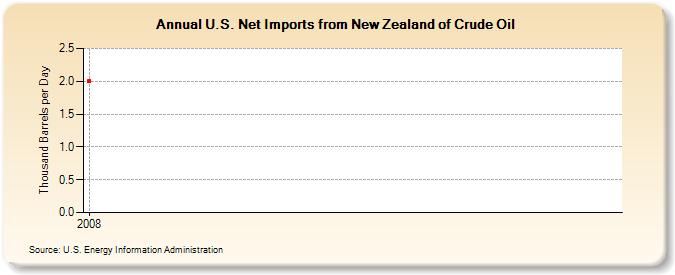 Annual U.S. Net Imports from New Zealand of Crude Oil
Thousand Barrels per Day
2.5
2.0
1.5
1.0
0.5
0.0
2008
Source: U.S. Energy Information Administration